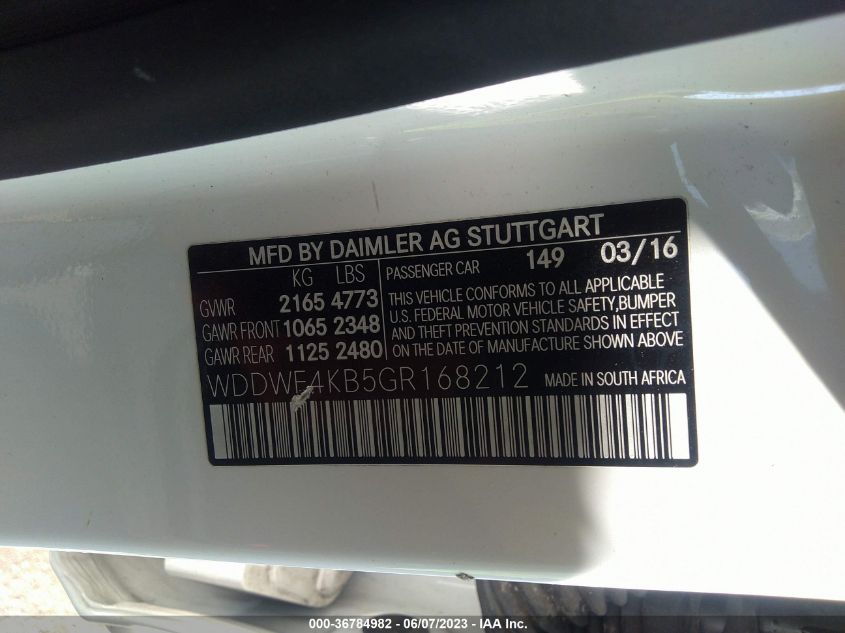 MFD BY DAIMLER AG STUTTGART
KG LBS PASSENGER CAR 149 03/16
GVWR 2165 4773
GAWR FRONT 1065 2348
GAWR REAR 1125 2480
THIS VEHICLE CONFORMS TO ALL APPLICABLE
U.S. FEDERAL MOTOR VEHICLE SAFETY, BUMPER
AND THEFT PREVENTION STANDARDS IN EFFECT
ON THE DATE OF MANUFACTURE SHOWN ABOVE
WDDWF4KB5GR168212 MADE IN SOUTH AFRICA
000-36784982 - 06/07/2023 - IAA Inc.